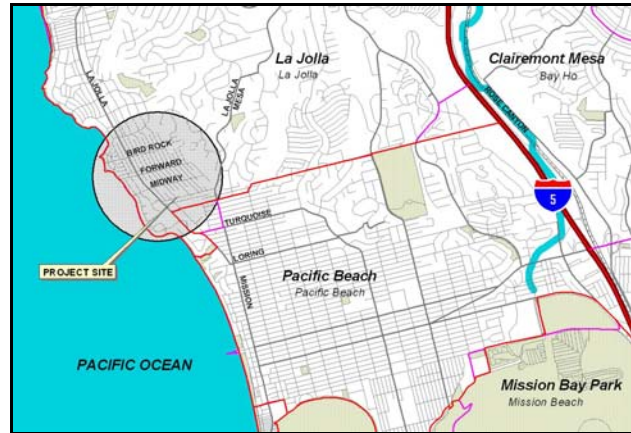 La Jolla
La Jolla
Clairemont Mesa
Bay Ho
LA JOLLA
LA JOLLA
MESA
ROSE CANYON
BIRD ROCK
FORWARD
MIDWAY
5
TURQUOISE
LORING
PROJECT SITE
MISSION
Pacific Beach
Pacific Beach
PACIFIC OCEAN
Mission Bay Park
Mission Beach